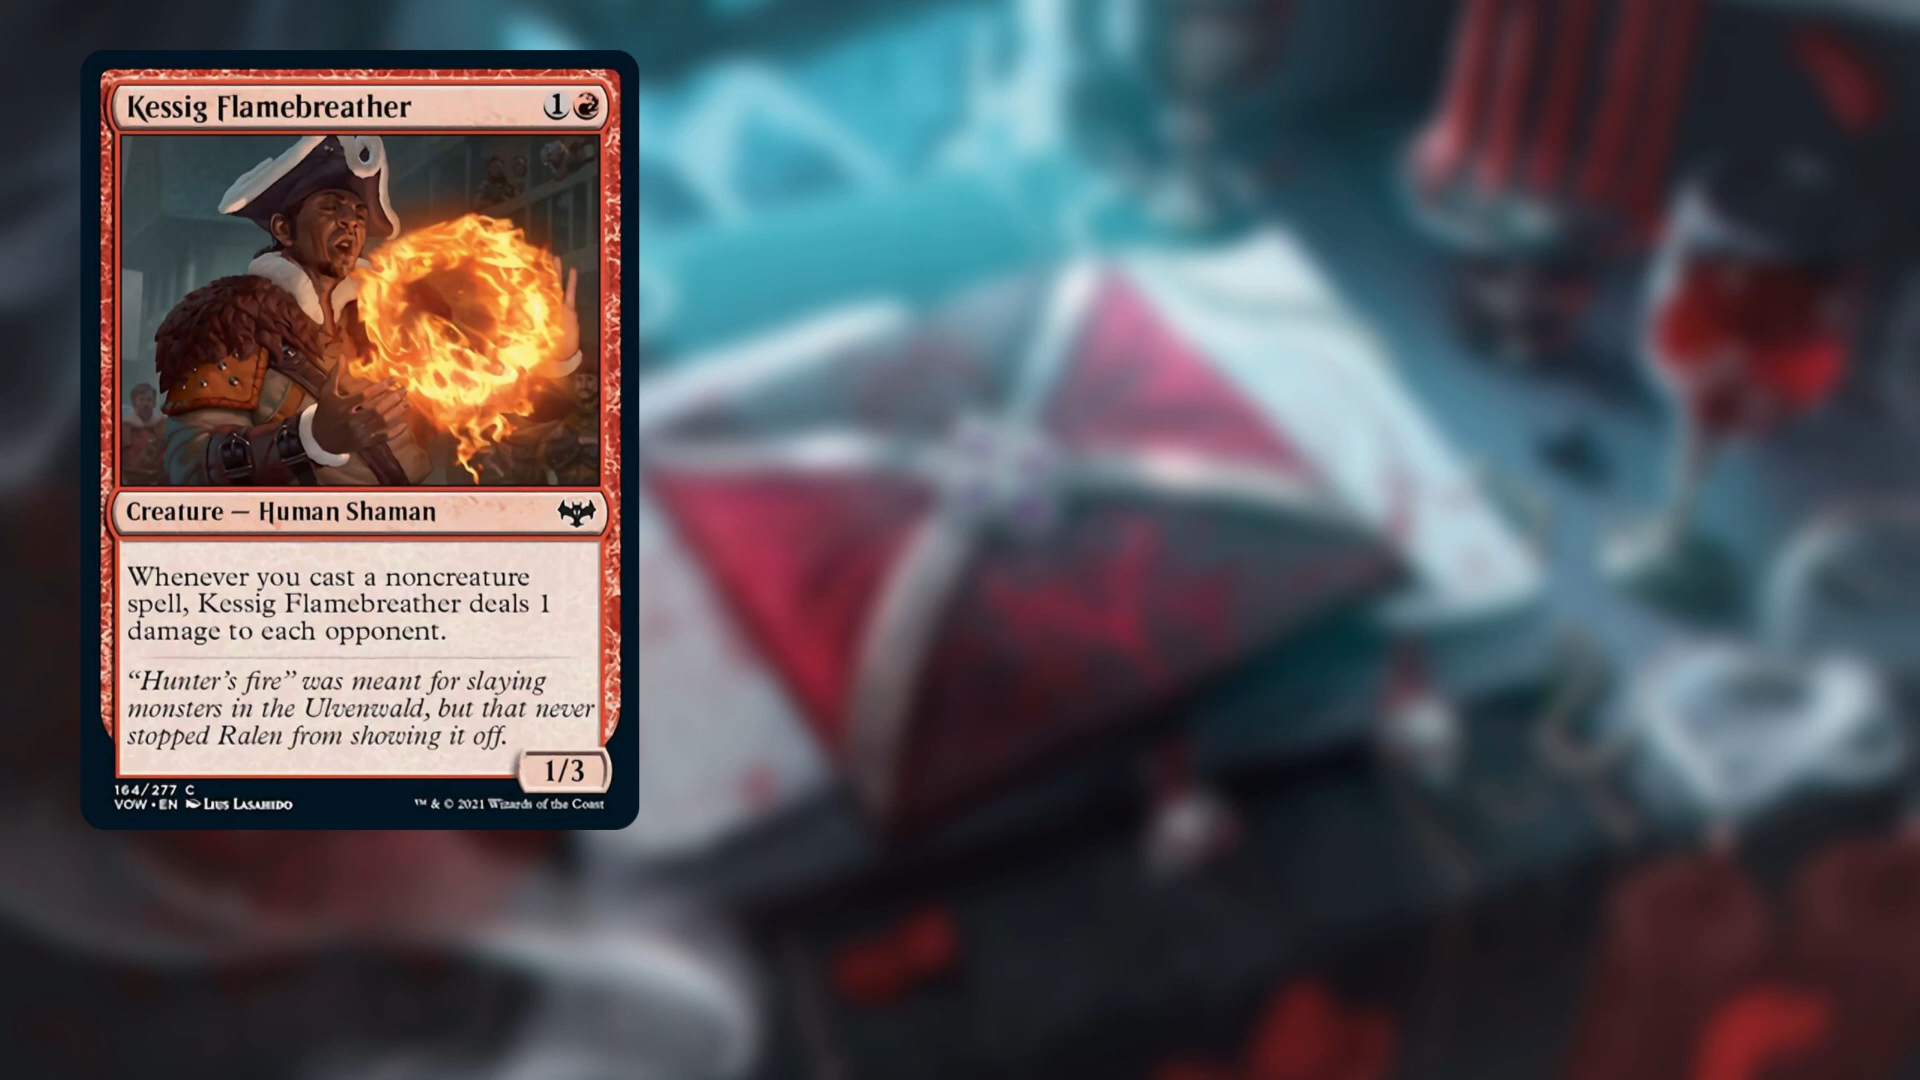 Kessig Flamebreather 1
Creature — Human Shaman
Whenever you cast a noncreature
spell, Kessig Flamebreather deals 1
damage to each opponent.
“Hunter’s fire” was meant for slaying
monsters in the Ulvenwald, but that never
stopped Ralen from showing it off.
1/3
164/277 C
VOW • EN Lius Lasahido
™ & © 2021 Wizards of the Coast